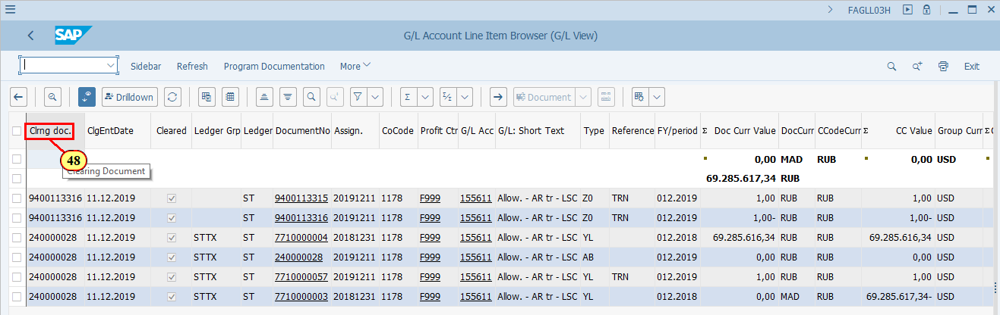 FAGLL03H
SAP G/L Account Line Item Browser (G/L View)
Sidebar Refresh Program Documentation More Exit
Drilldown Σ Document
Clrng doc. ClgEntDate Cleared Ledger Grp Ledger DocumentNo Assign. CoCode Profit Ctr G/L Acc G/L: Short Text Type Reference FY/period Σ Doc Curr Value DocCurr CCodeCurr Σ CC Value Group Curr Σ
48
Clearing Document
0,00 MAD RUB 0,00 USD
69.285.617,34 RUB
9400113316 11.12.2019 ST 9400113315 20191211 1178 F999 155611 Allow. - AR tr - LSC Z0 TRN 012.2019 1,00 RUB RUB 1,00 USD
9400113316 11.12.2019 ST 9400113316 20191211 1178 F999 155611 Allow. - AR tr - LSC Z0 TRN 012.2019 1,00- RUB RUB 1,00- USD
240000028 11.12.2019 STTX ST 7710000004 20181231 1178 F999 155611 Allow. - AR tr - LSC YL 012.2018 69.285.616,34 RUB RUB 69.285.616,34 USD
240000028 11.12.2019 STTX ST 240000028 20191211 1178 F999 155611 Allow. - AR tr - LSC AB 012.2019 0,00 RUB RUB 0,00 USD
240000028 11.12.2019 STTX ST 7710000057 20191211 1178 F999 155611 Allow. - AR tr - LSC YL TRN 012.2019 1,00 RUB RUB 1,00 USD
240000028 11.12.2019 STTX ST 7710000003 20181231 1178 F999 155611 Allow. - AR tr - LSC YL 012.2018 0,00 MAD RUB 69.285.617,34- USD